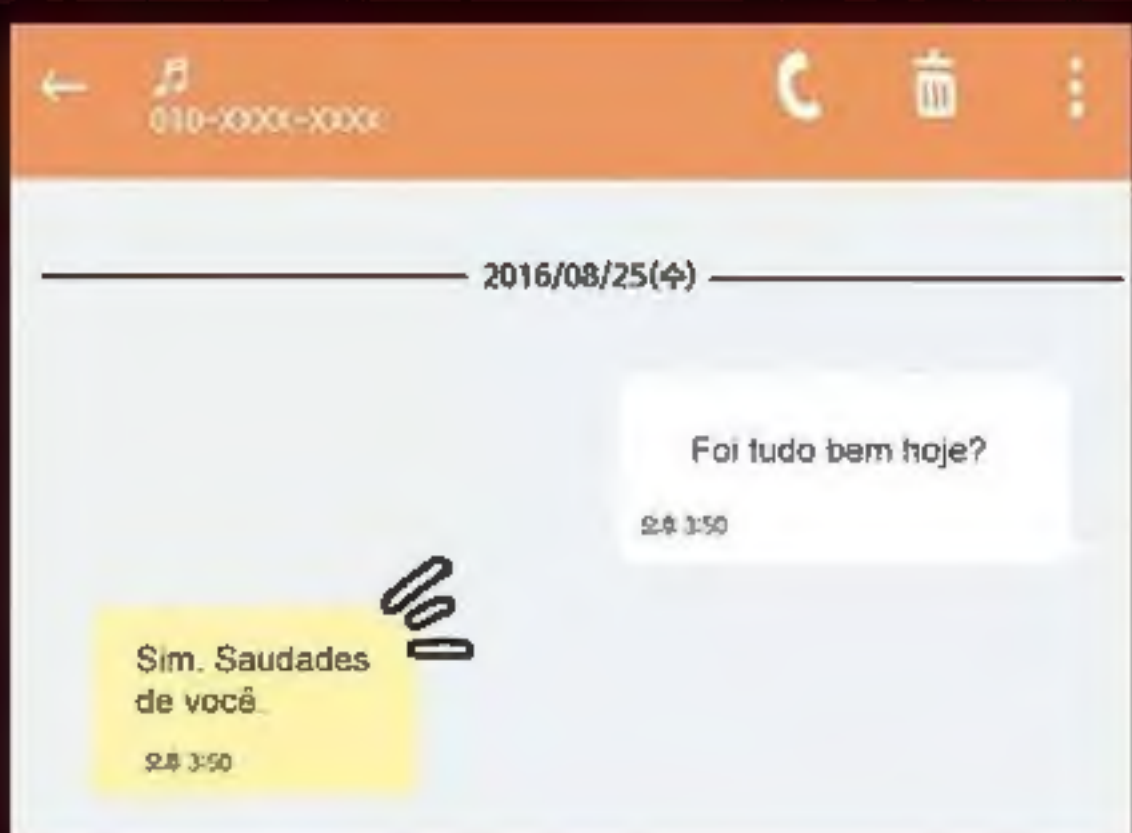 010-XXXX-XXXX
2016/08/25(수)
Foi tudo bem hoje?
오후 3:50
Sim. Saudades
de você.
오후 3:50